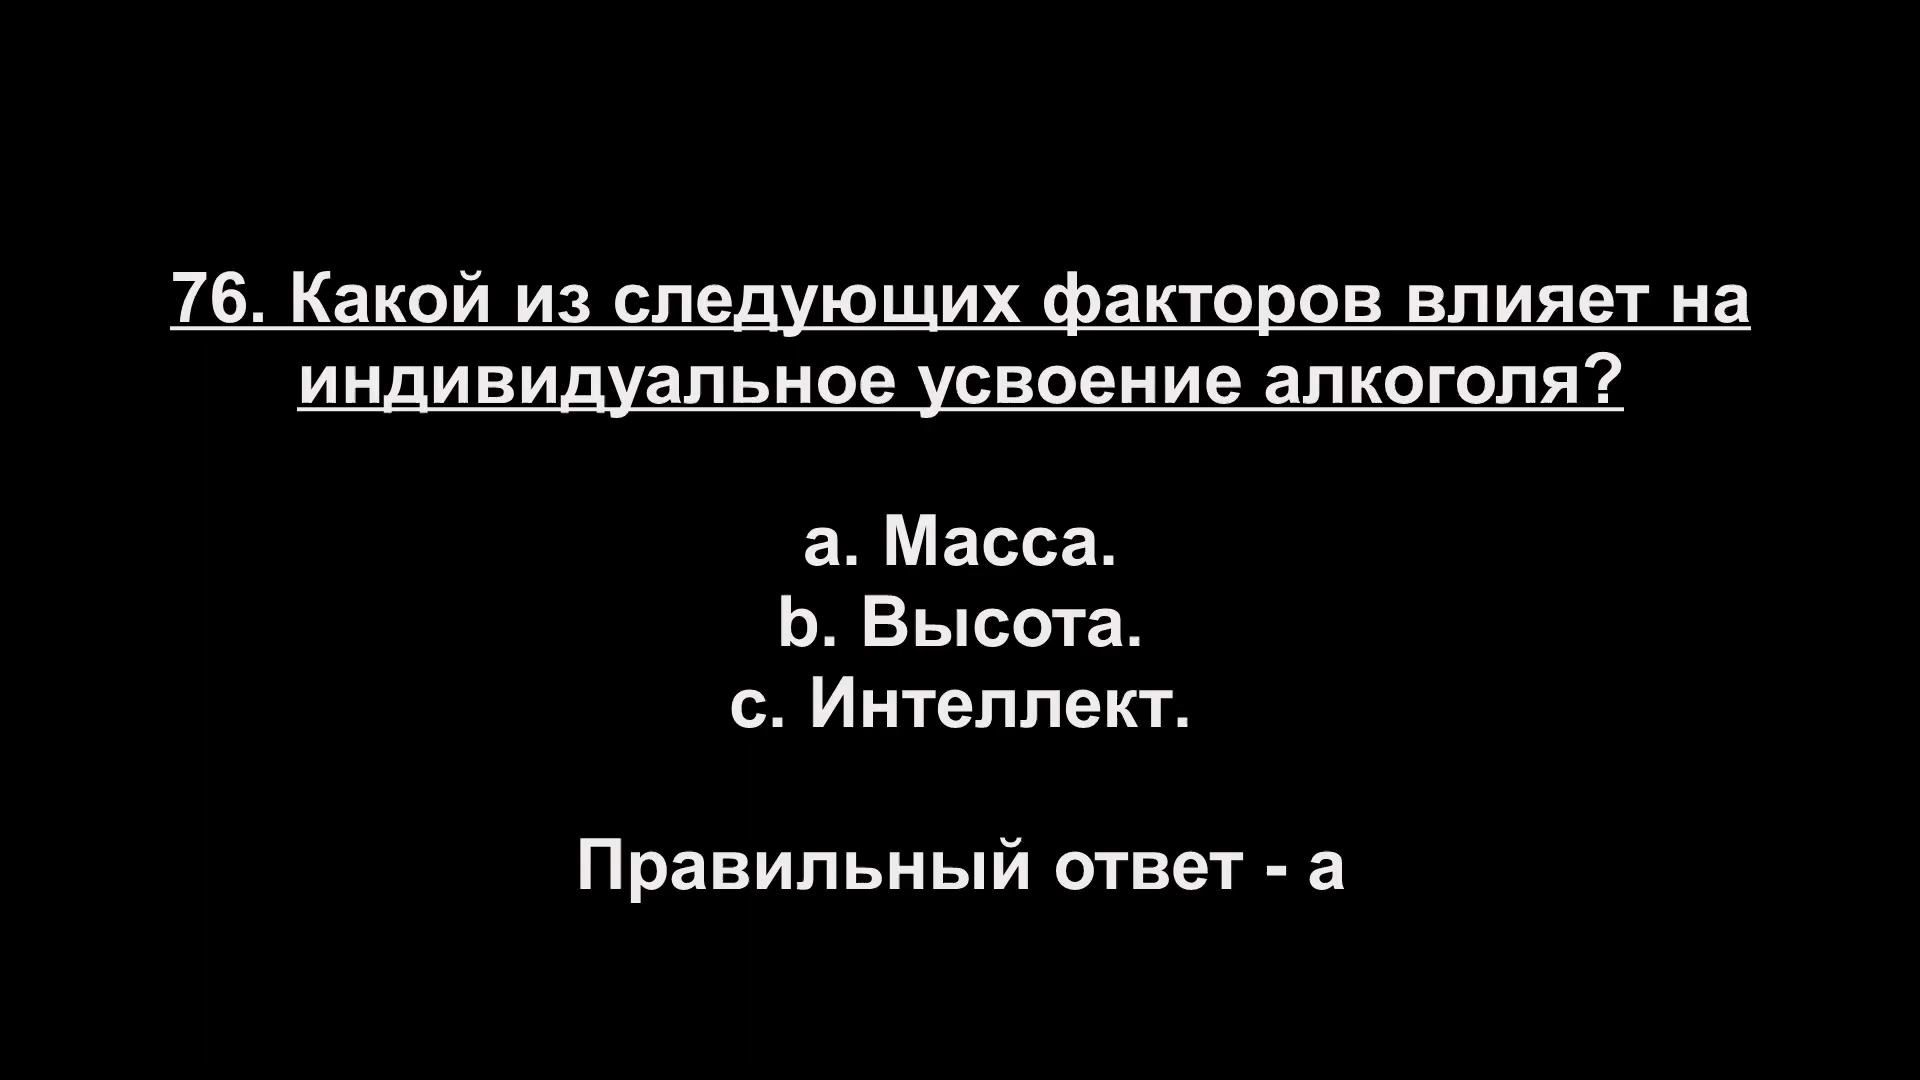 76. Какой из следующих факторов влияет на
индивидуальное усвоение алкоголя?
a. Масса.
b. Высота.
c. Интеллект.
Правильный ответ - a